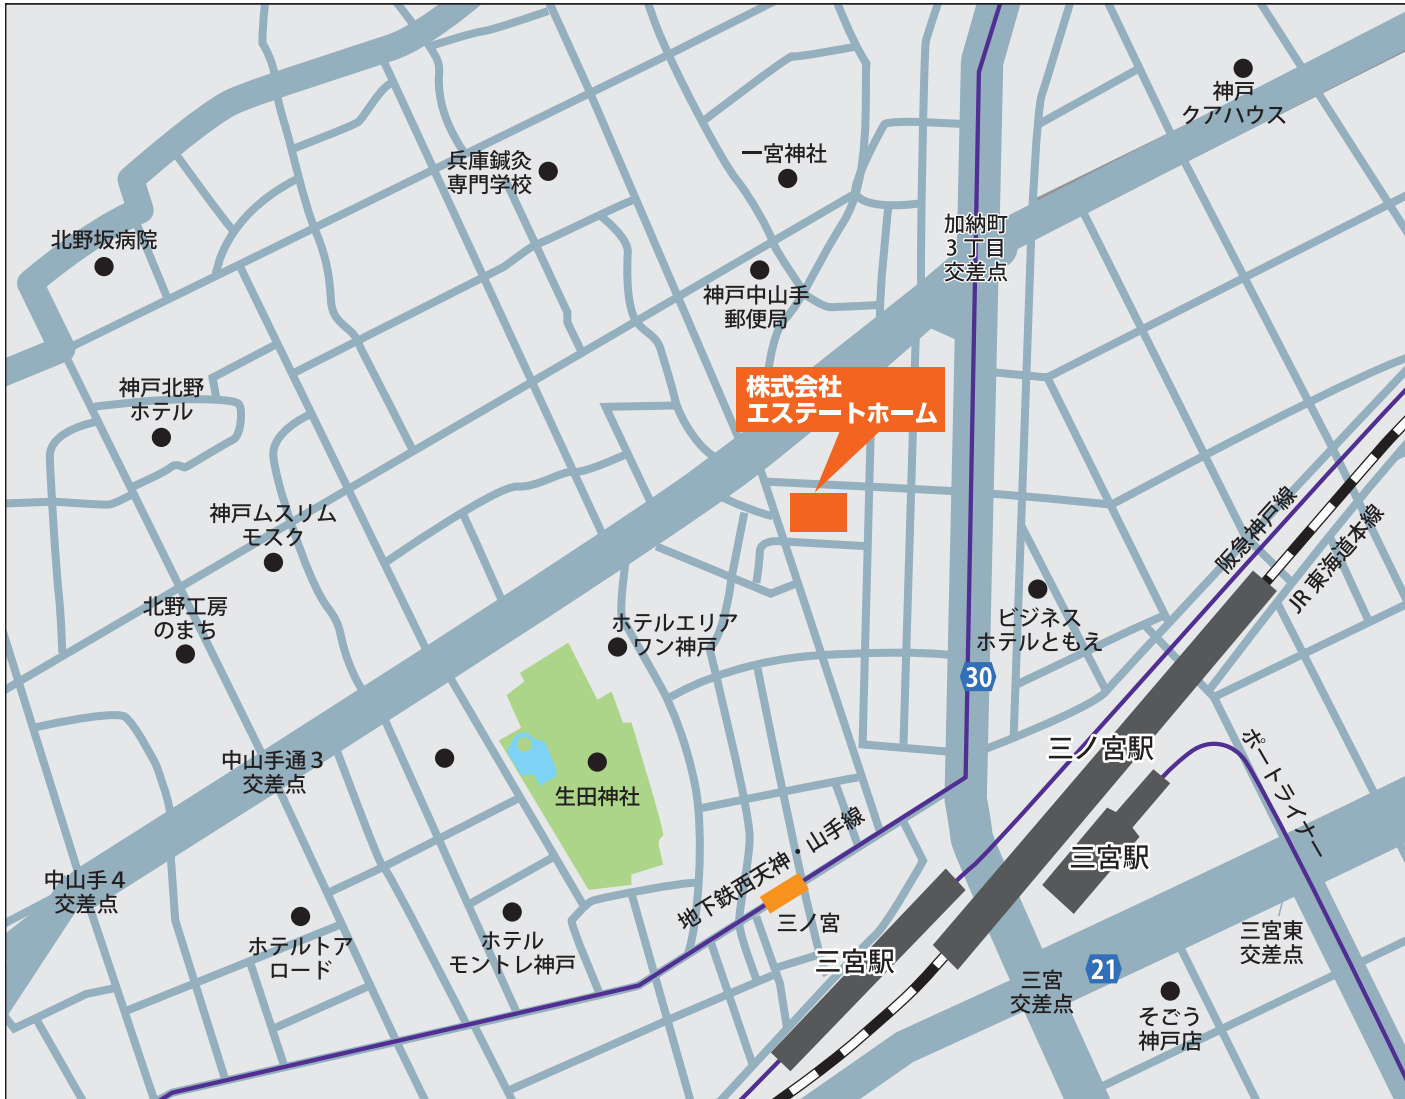 神戸
クアハウス
兵庫鍼灸
専門学校
一宮神社
北野坂病院
加納町
3丁目
交差点
神戸中山手
郵便局
神戸北野
ホテル
株式会社
エステートホーム
神戸ムスリム
モスク
阪急神戸線
JR 東海道本線
北野工房
のまち
ホテルエリア
ワン神戸
ビジネス
ホテルともえ
30
中山手通3
交差点
生田神社
三ノ宮駅
ポートライナー
地下鉄西天神・山手線
三宮駅
中山手4
交差点
ホテルトア
ロード
ホテル
モントレ神戸
三ノ宮
三宮駅
三宮東
交差点
21
三宮
交差点
そごう
神戸店